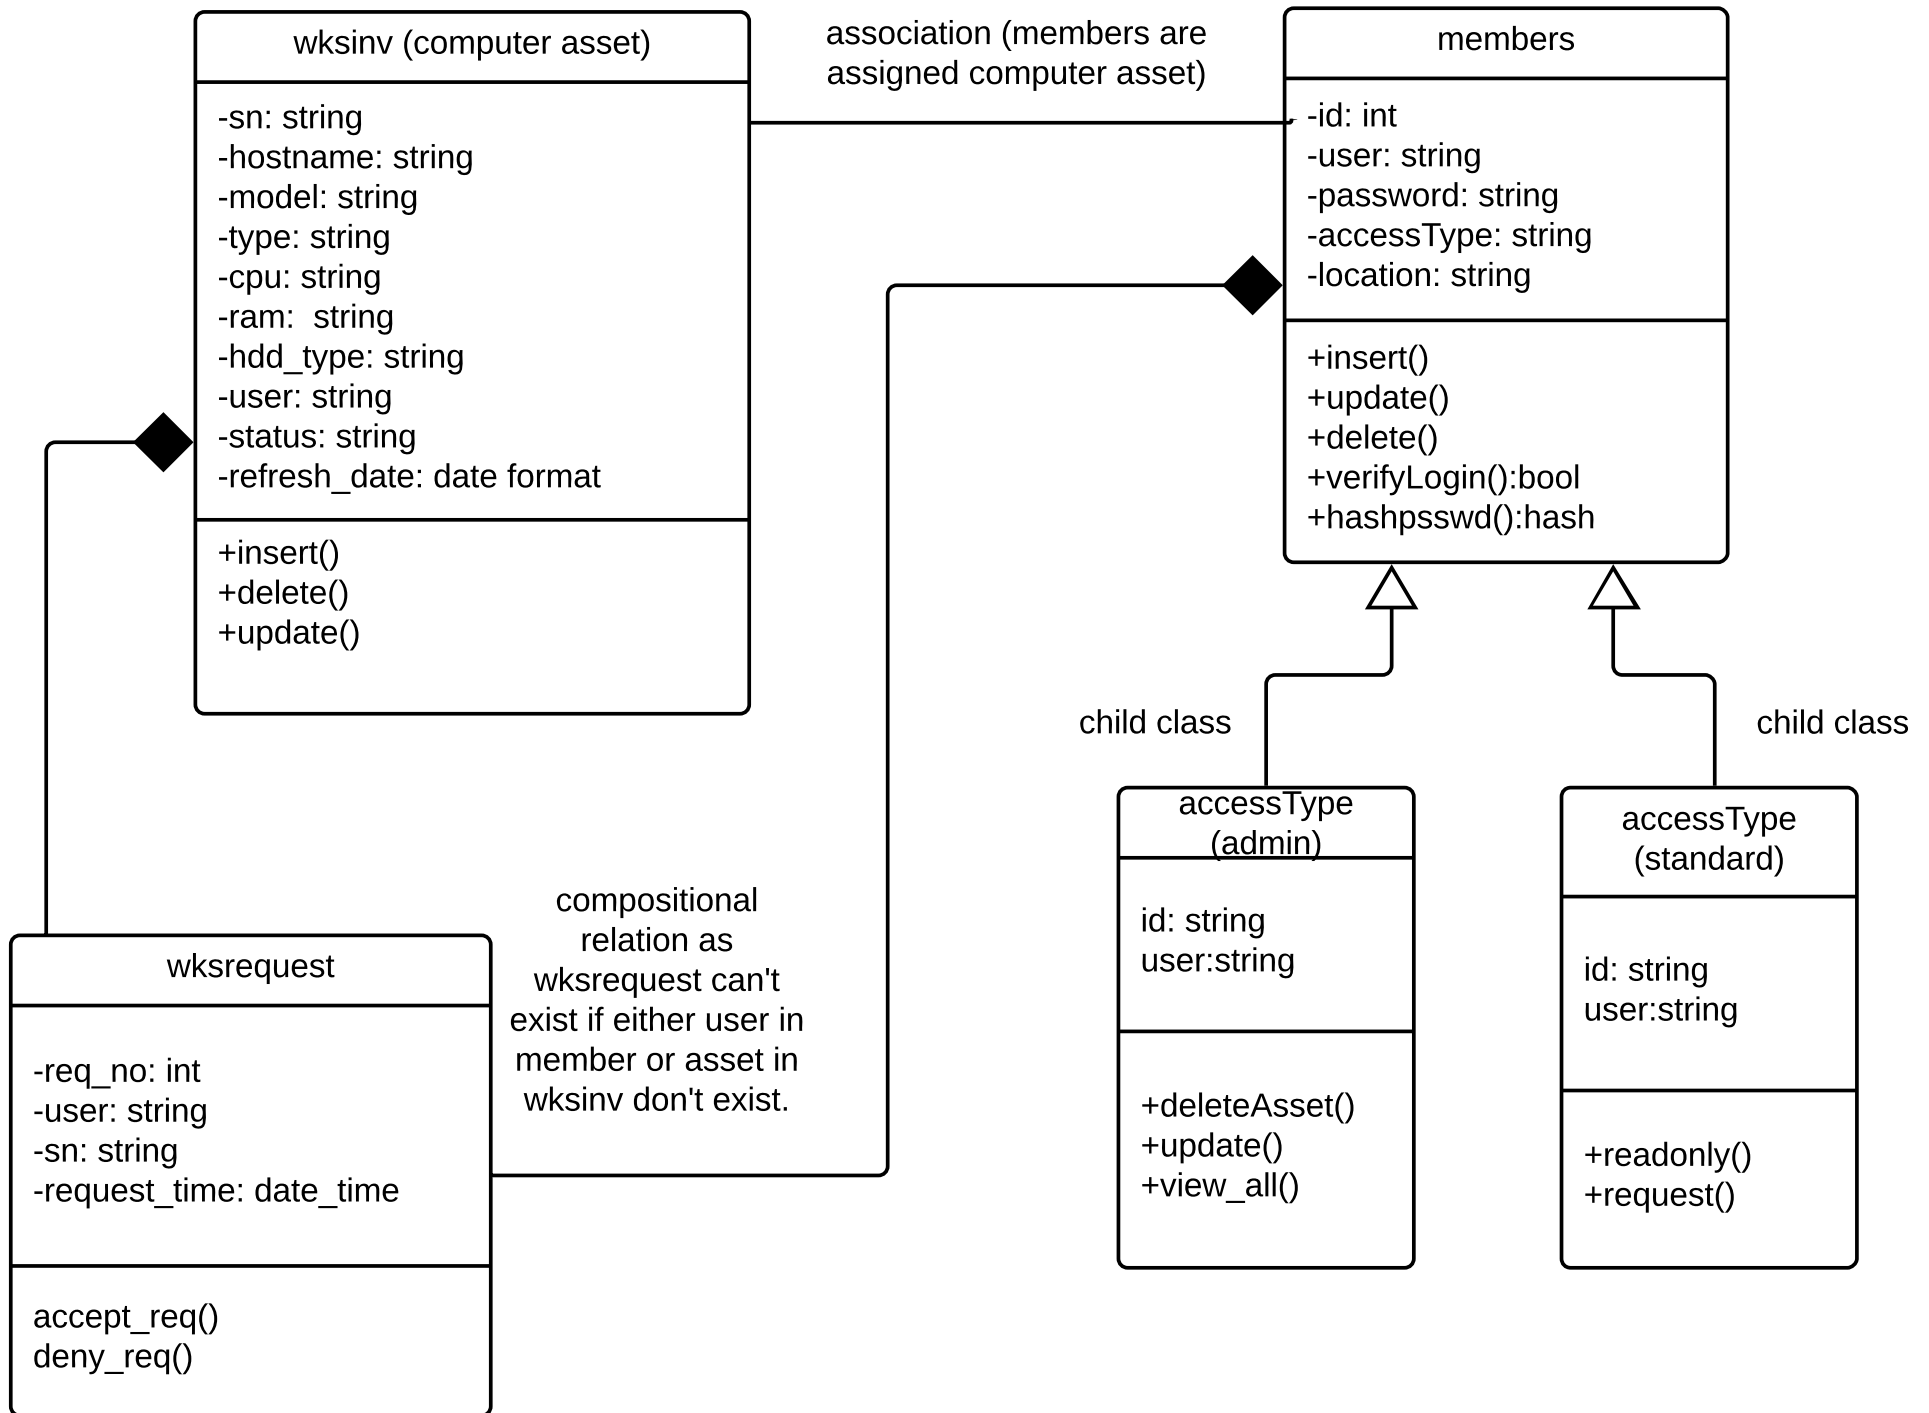 wksinv (computer asset)
-sn: string
-hostname: string
-model: string
-type: string
-cpu: string
-ram:  string
-hdd_type: string
-user: string
-status: string
-refresh_date: date format
+insert()
+delete()
+update()
association (members are
assigned computer asset)
members
-id: int
-user: string
-password: string
-accessType: string
-location: string
+insert()
+update()
+delete()
+verifyLogin():bool
+hashpsswd():hash
child class
child class
accessType
(admin)
id: string
user:string
+deleteAsset()
+update()
+view_all()
accessType
(standard)
id: string
user:string
+readonly()
+request()
compositional
relation as
wksrequest can't
exist if either user in
member or asset in
wksinv don't exist.
wksrequest
-req_no: int
-user: string
-sn: string
-request_time: date_time
accept_req()
deny_req()